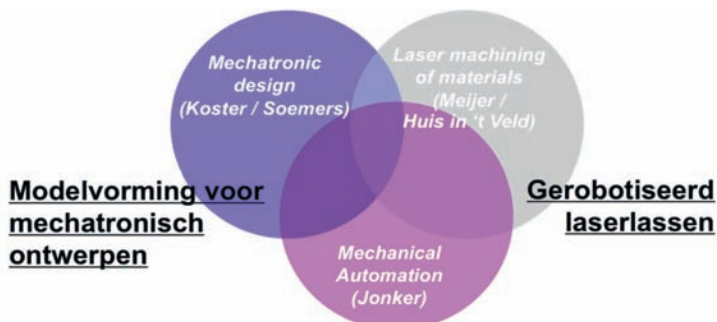 Mechatronic
design
(Koster / Soemers)
Laser machining
of materials
(Meijer /
Huis in 't Veld)
Modelvorming voor
mechatronisch
ontwerpen
Gerobotiseerd
laserlassen
Mechanical
Automation
(Jonker)